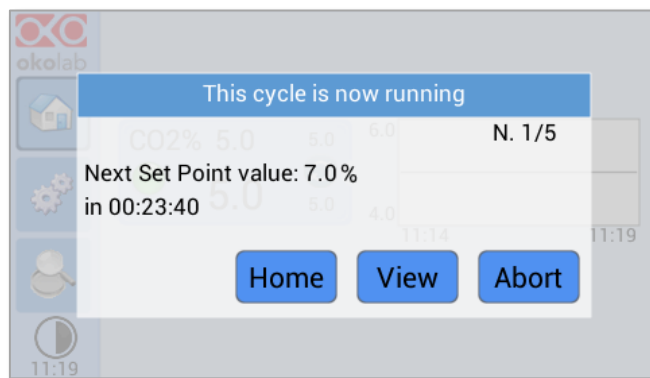 okolab
This cycle is now running
CO2% 5.0
5.0
6.0
N. 1/5
Next Set Point value: 7.0%
in 00:23:40
5.0
5.0
4.0
11:14
11:19
Home
View
Abort
11:19